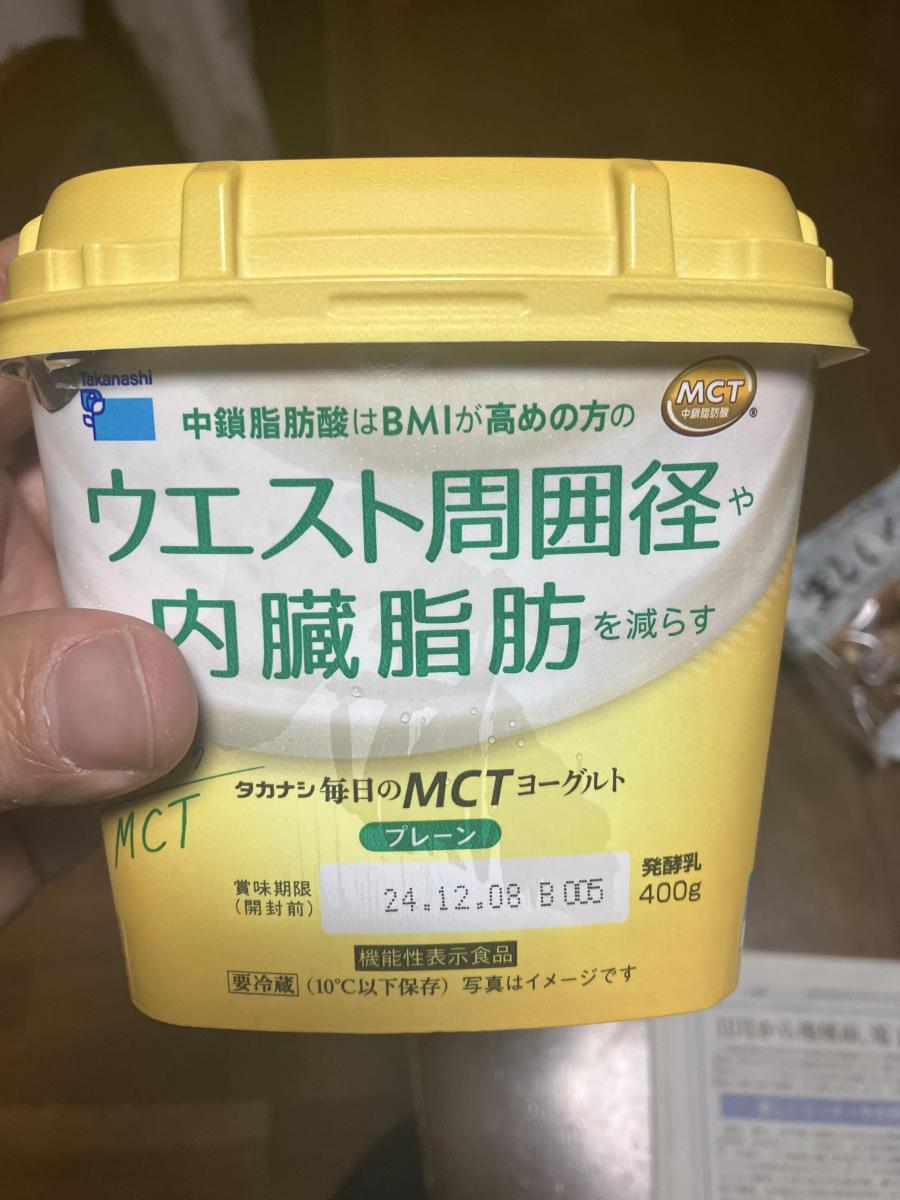 Takanashi
中鎖脂肪酸はBMIが高めの方の
MCT
中鎖脂肪酸
®
ウエスト周囲径や
内臓脂肪を減らす
タカナシ毎日のMCTヨーグルト
プレーン
MCT
賞味期限
(開封前)
24.12.08 B 005
発酵乳
400g
機能性表示食品
要冷蔵 (10℃以下保存) 写真はイメージです